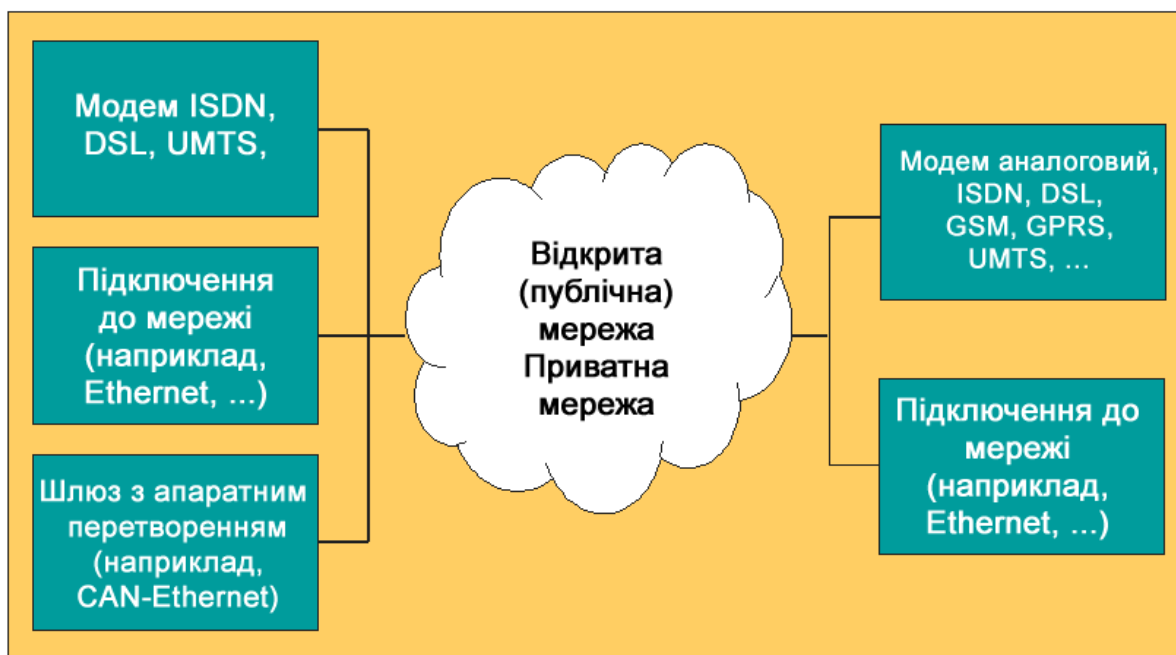 Модем ISDN,
DSL, UMTS,
Підключення
до мережі
(наприклад,
Ethernet, ...)
Шлюз з апаратним
перетворенням
(наприклад,
CAN-Ethernet)
Відкрита
(публічна)
мережа
Приватна
мережа
Модем аналоговий,
ISDN, DSL,
GSM, GPRS,
UMTS, ...
Підключення до
мережі
(наприклад,
Ethernet, ...)